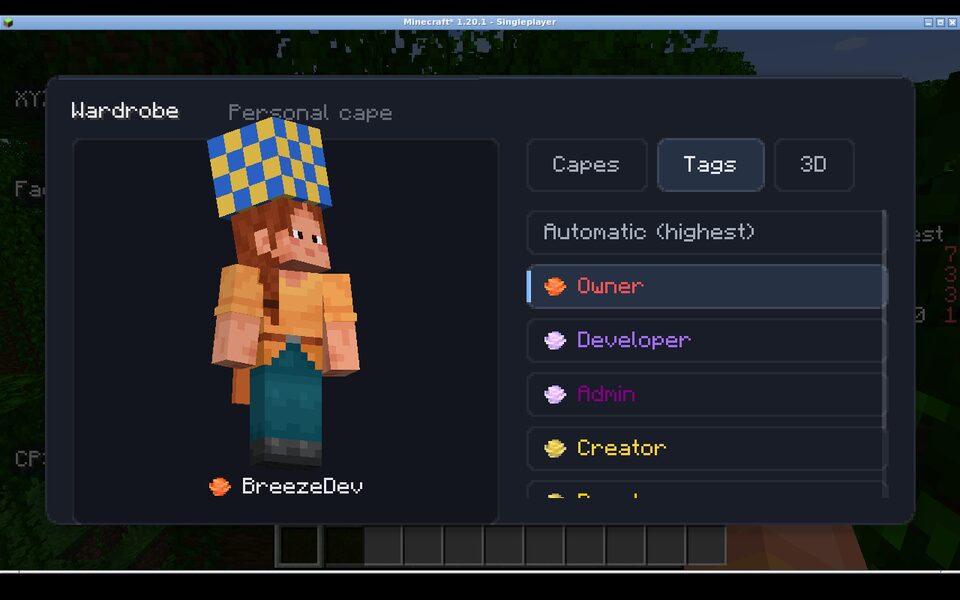 Minecraft* 1.20.1 - Singleplayer
Wardrobe
Personal cape
Capes
Tags
3D
Automatic (highest)
Owner
Developer
Admin
Creator
BreezeDev